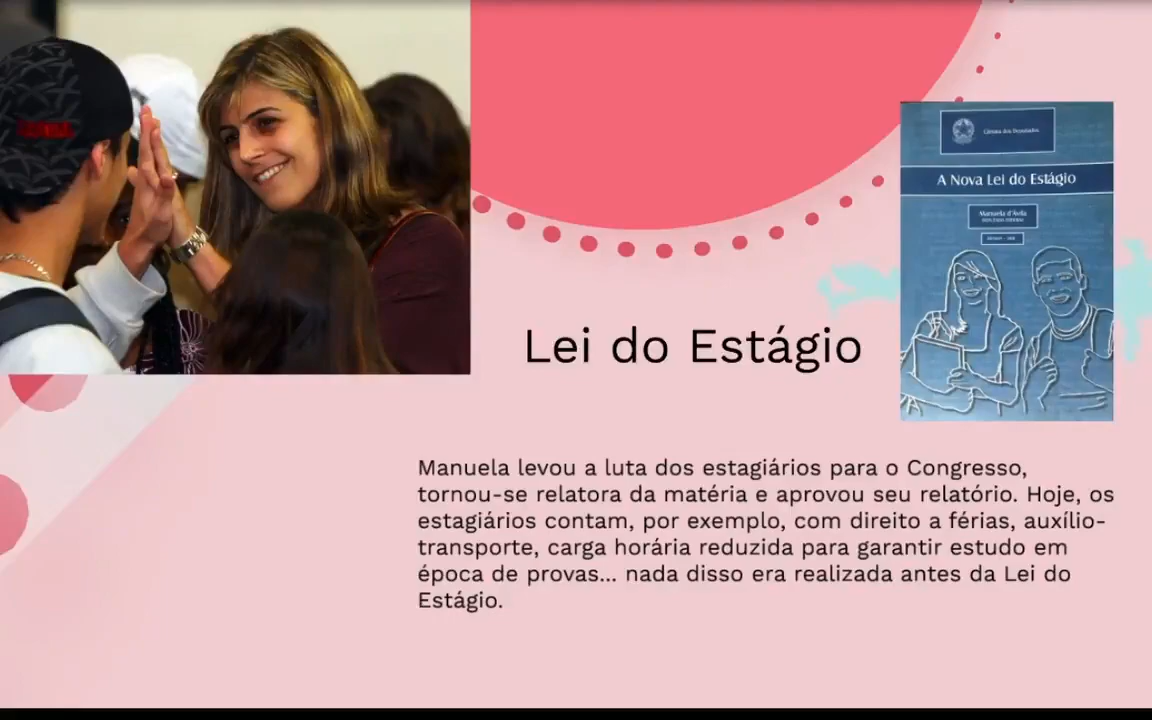 Câmara dos Deputados
A Nova Lei do Estágio
Manuela d'Ávila
Lei do Estágio
Manuela levou a luta dos estagiários para o Congresso,
tornou-se relatora da matéria e aprovou seu relatório. Hoje, os
estagiários contam, por exemplo, com direito a férias, auxílio-
transporte, carga horária reduzida para garantir estudo em
época de provas... nada disso era realizada antes da Lei do
Estágio.